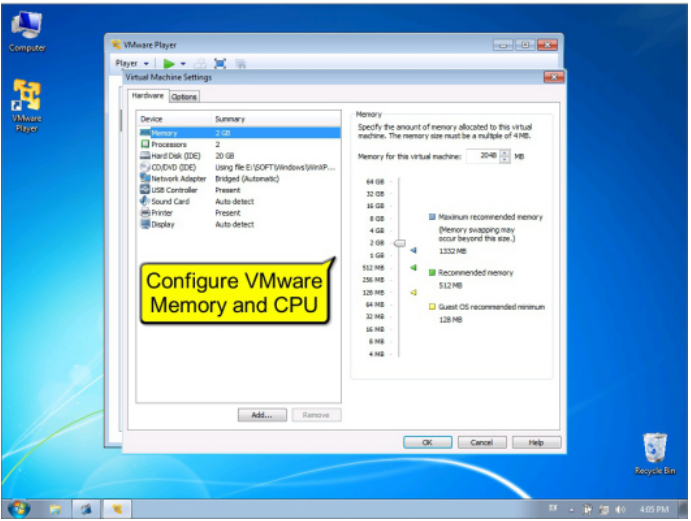 Computer
VMware
Player
VMware Player
Player
Virtual Machine Settings
Hardware
Options
Device Summary
Memory 2 GB
Processors 2
Hard Disk (IDE) 20 GB
CD/DVD (IDE) Using file E:\SOFT\Windows\WinXP...
Network Adapter Bridged (Automatic)
USB Controller Present
Sound Card Auto detect
Printer Present
Display Auto detect
Configure VMware
Memory and CPU
Add...
Remove
Memory
Specify the amount of memory allocated to this virtual
machine. The memory size must be a multiple of 4 MB.
Memory for this virtual machine: 2048 MB
64 GB
32 GB
16 GB
8 GB
4 GB
2 GB
1 GB
512 MB
256 MB
128 MB
64 MB
32 MB
16 MB
8 MB
4 MB
Maximum recommended memory
(Memory swapping may
occur beyond this size.)
1332 MB
Recommended memory
512 MB
Guest OS recommended minimum
128 MB
OK
Cancel
Help
Recycle Bin
4:05 PM